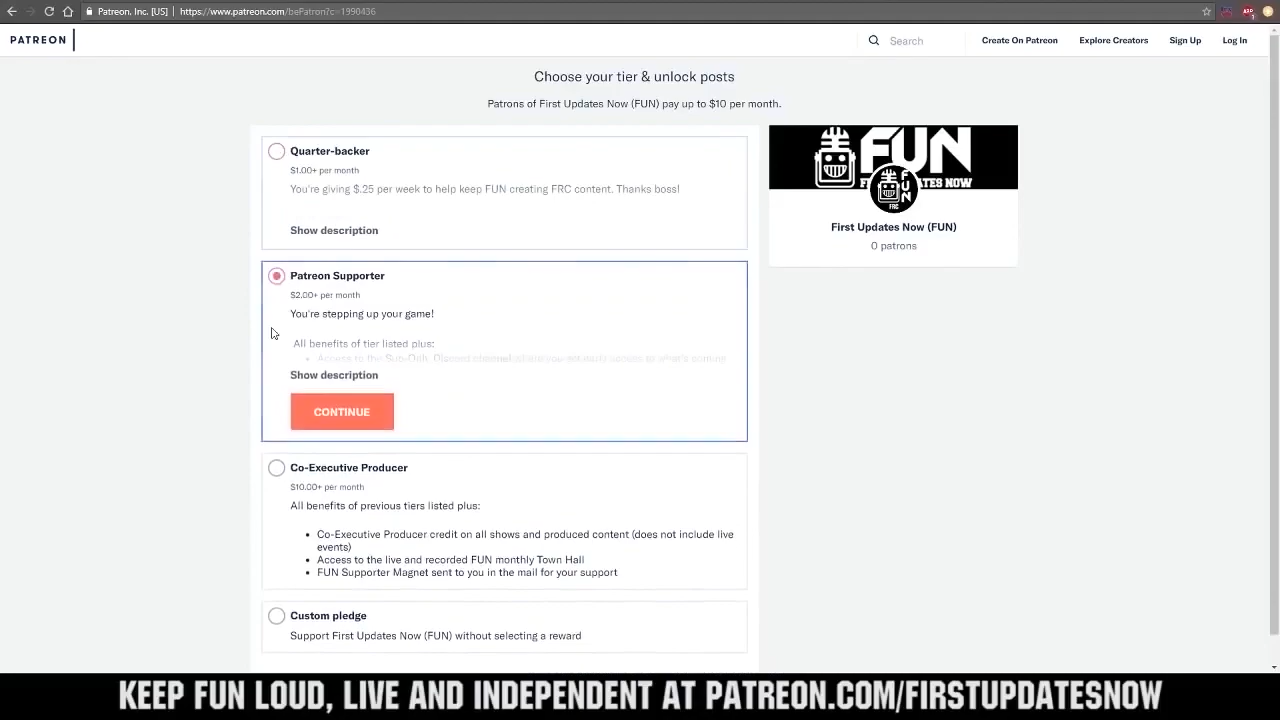 Patreon, Inc. [US] | https://www.patreon.com/bePatron?c=1990436
PATREON
Search
Create On Patreon
Explore Creators
Sign Up
Log In
Choose your tier & unlock posts
Patrons of First Updates Now (FUN) pay up to $10 per month.
Quarter-backer
$1.00+ per month
You're giving $.25 per week to help keep FUN creating FRC content. Thanks boss!
Show description
Patreon Supporter
$2.00+ per month
You're stepping up your game!
All benefits of tier listed plus:
Show description
CONTINUE
Co-Executive Producer
$10.00+ per month
All benefits of previous tiers listed plus:
• Co-Executive Producer credit on all shows and produced content (does not include live
events)
• Access to the live and recorded FUN monthly Town Hall
• FUN Supporter Magnet sent to you in the mail for your support
Custom pledge
Support First Updates Now (FUN) without selecting a reward
FUN
FUN
FRC
First Updates Now (FUN)
0 patrons
KEEP FUN LOUD, LIVE AND INDEPENDENT AT PATREON.COM/FIRSTUPDATESNOW